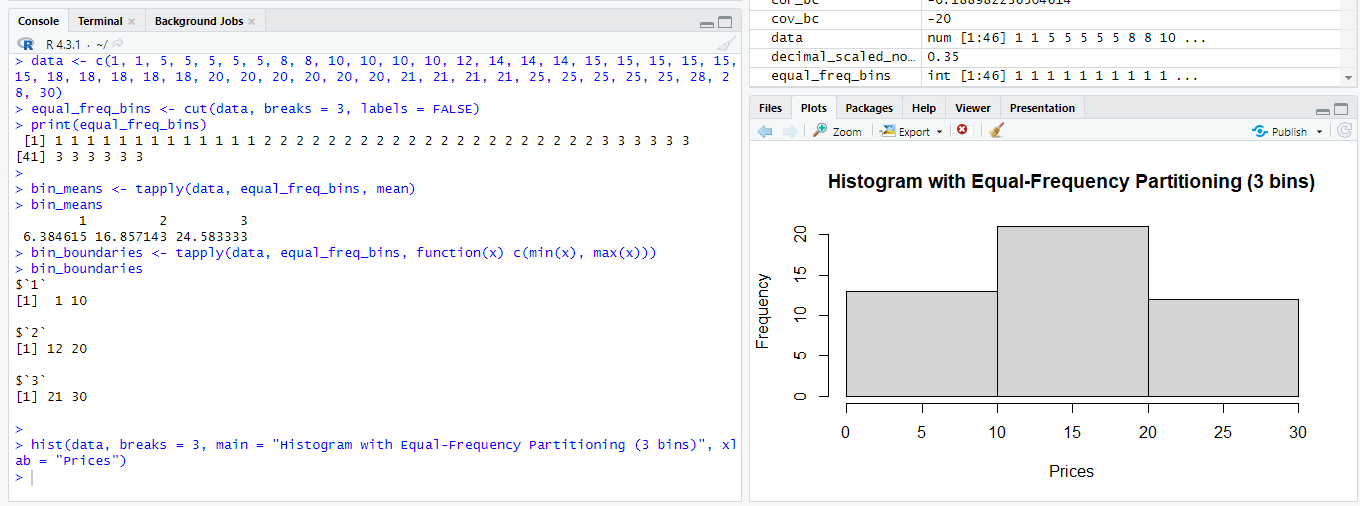 Console Terminal Background Jobs
R 4.3.1 · ~/
> data <- c(1, 1, 5, 5, 5, 5, 5, 8, 8, 10, 10, 10, 10, 12, 14, 14, 14, 15, 15, 15, 15, 15,
15, 18, 18, 18, 18, 18, 20, 20, 20, 20, 20, 20, 21, 21, 21, 21, 25, 25, 25, 25, 25, 28, 2
8, 30)
> equal_freq_bins <- cut(data, breaks = 3, labels = FALSE)
> print(equal_freq_bins)
[1] 1 1 1 1 1 1 1 1 1 1 1 1 1 2 2 2 2 2 2 2 2 2 2 2 2 2 2 2 2 2 2 2 2 2 3 3 3 3 3 3
[41] 3 3 3 3 3 3
>
> bin_means <- tapply(data, equal_freq_bins, mean)
> bin_means
1 2 3
6.384615 16.857143 24.583333
> bin_boundaries <- tapply(data, equal_freq_bins, function(x) c(min(x), max(x)))
> bin_boundaries
$`1`
[1] 1 10
$`2`
[1] 12 20
$`3`
[1] 21 30
>
> hist(data, breaks = 3, main = "Histogram with Equal-Frequency Partitioning (3 bins)", xl
ab = "Prices")
>
cor_bc -0.188982236504614
cov_bc -20
data num [1:46] 1 1 5 5 5 5 5 8 8 10 ...
decimal_scaled_no… 0.35
equal_freq_bins int [1:46] 1 1 1 1 1 1 1 1 1 1 ...
Files Plots Packages Help Viewer Presentation
Zoom Export Publish
Histogram with Equal-Frequency Partitioning (3 bins)
Frequency
20
15
10
5
0
0 5 10 15 20 25 30
Prices